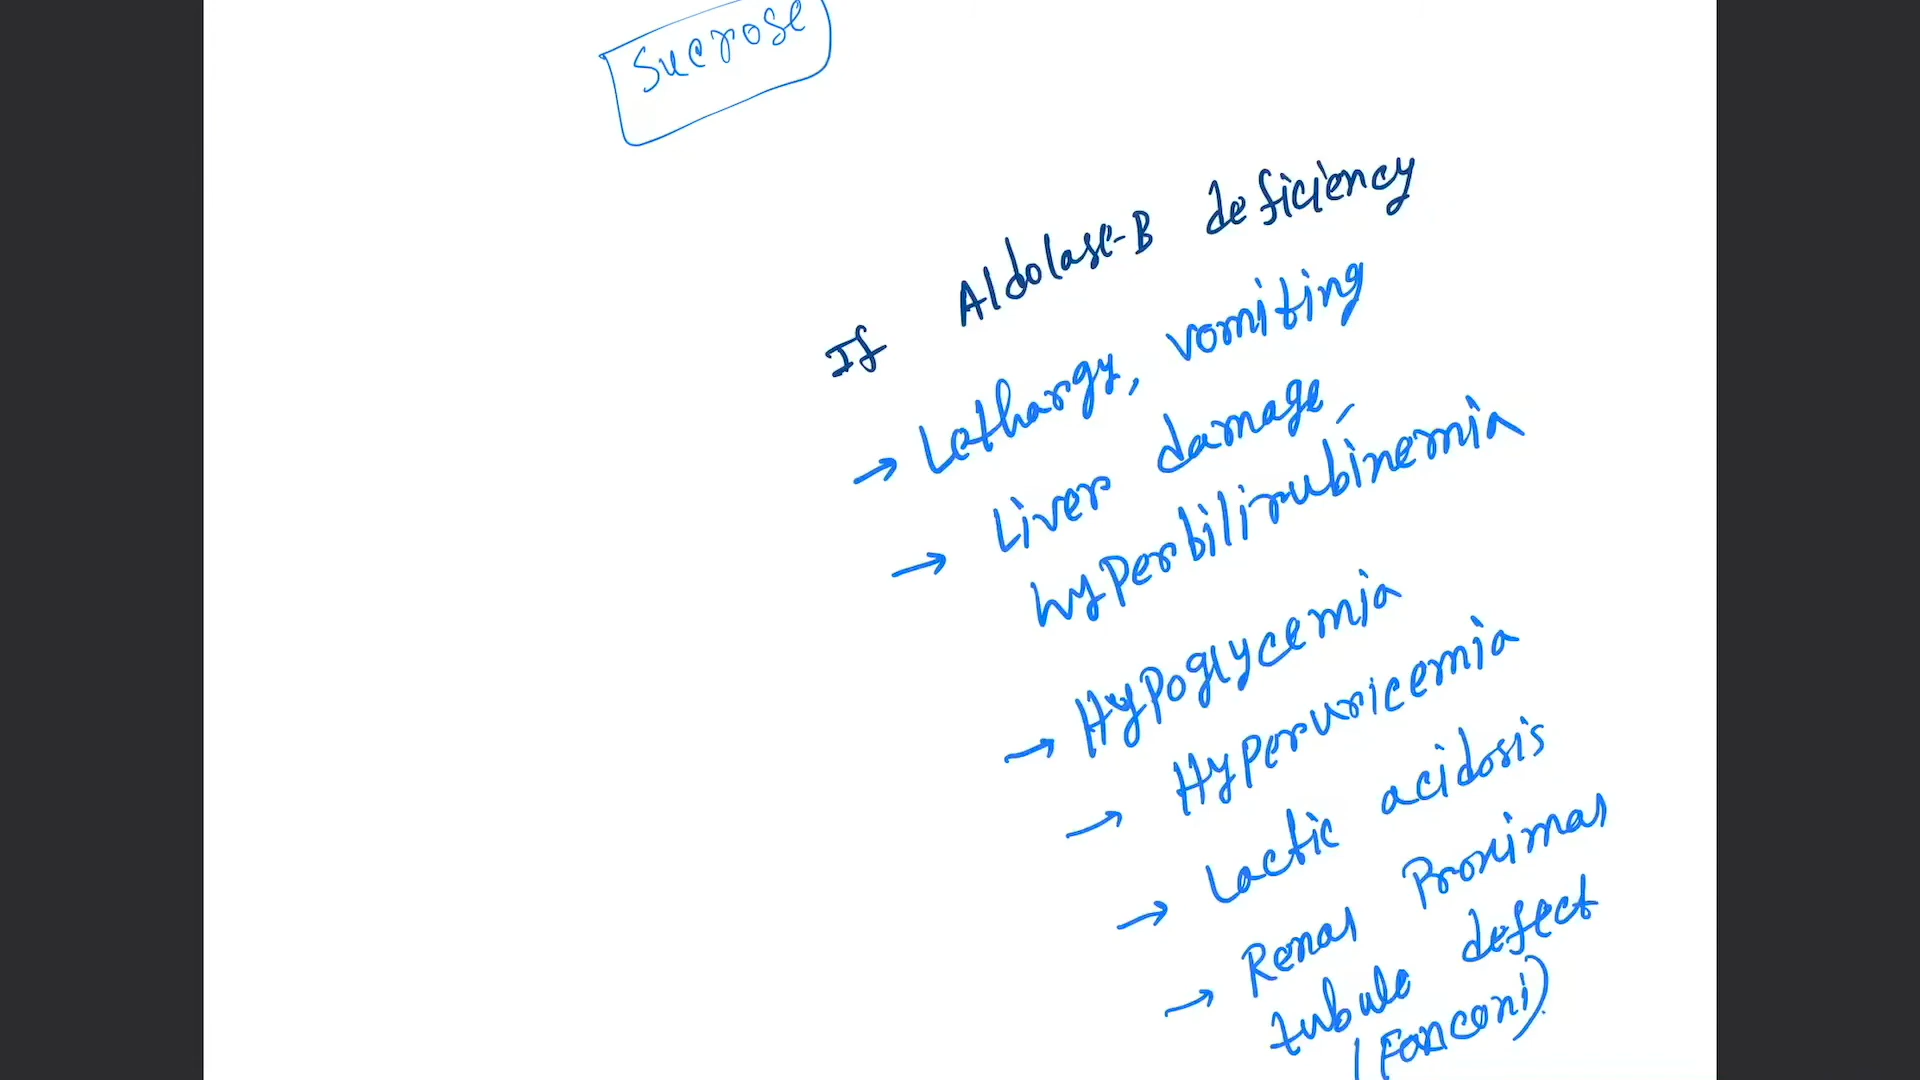 Sucrose
If Aldolase-B deficiency
→ Lethargy, vomiting
→ Liver damage,
hyperbilirubinemia
→ Hypoglycemia
→ Hyperuricemia
→ Lactic acidosis
→ Renal Proximal
tubule defect
(Fanconi)